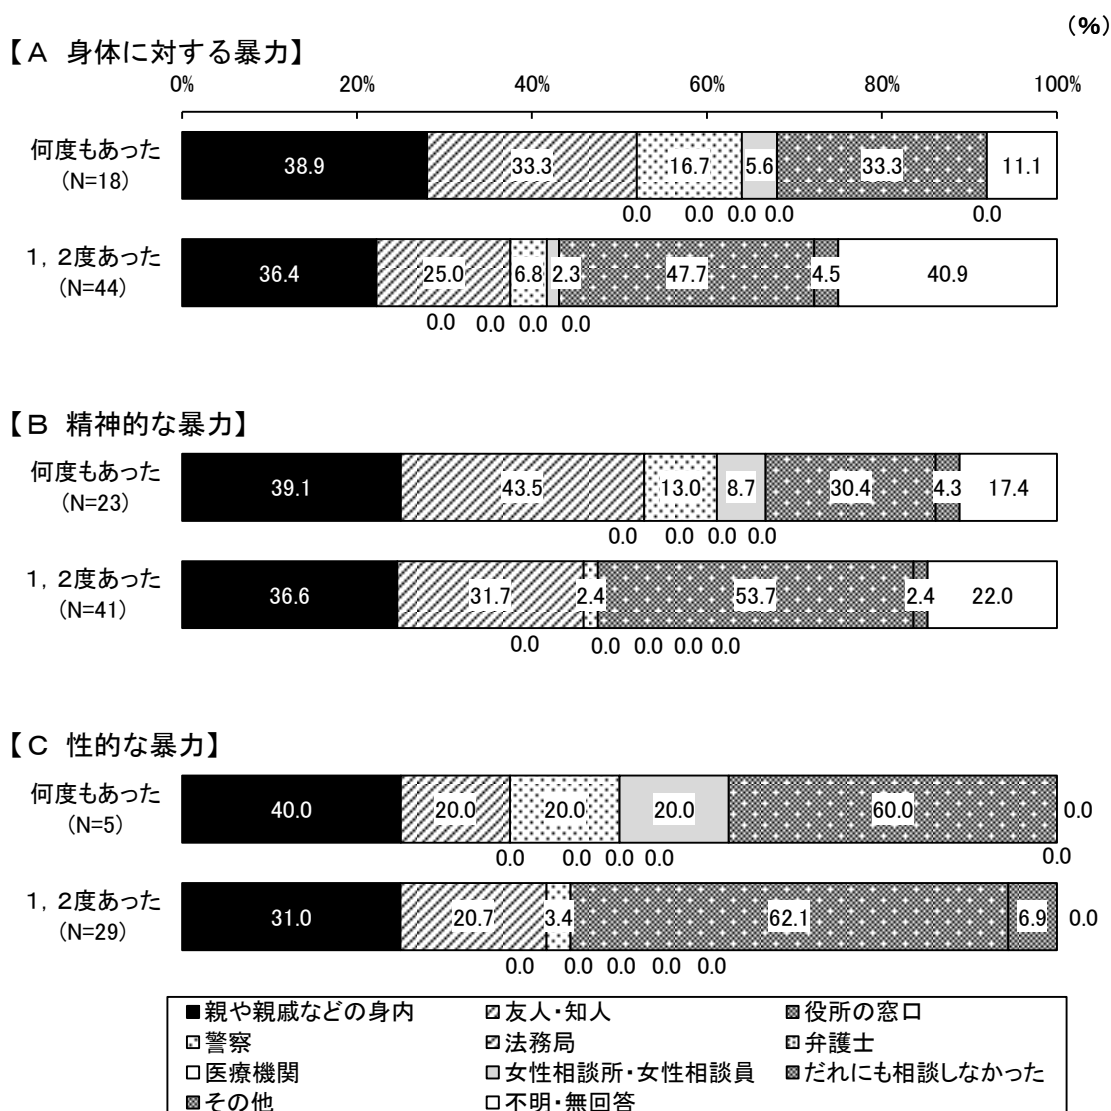 （％）
【Ａ 身体に対する暴力】
0% 20% 40% 60% 80% 100%
何度もあった
（N=18）
38.9 33.3 16.7 5.6 33.3 11.1
0.0 0.0 0.0 0.0 0.0
１，２度あった
（N=44）
36.4 25.0 6.8 2.3 47.7 4.5 40.9
0.0 0.0 0.0 0.0
【Ｂ 精神的な暴力】
何度もあった
（N=23）
39.1 43.5 13.0 8.7 30.4 4.3 17.4
0.0 0.0 0.0 0.0
１，２度あった
（N=41）
36.6 31.7 2.4 53.7 2.4 22.0
0.0 0.0 0.0 0.0 0.0
【Ｃ 性的な暴力】
何度もあった
（N=5）
40.0 20.0 20.0 20.0 60.0 0.0
0.0 0.0 0.0 0.0 0.0
１，２度あった
（N=29）
31.0 20.7 3.4 62.1 6.9 0.0
0.0 0.0 0.0 0.0 0.0
親や親戚などの身内 友人・知人 役所の窓口
警察 法務局 弁護士
医療機関 女性相談所・女性相談員 だれにも相談しなかった
その他 不明・無回答